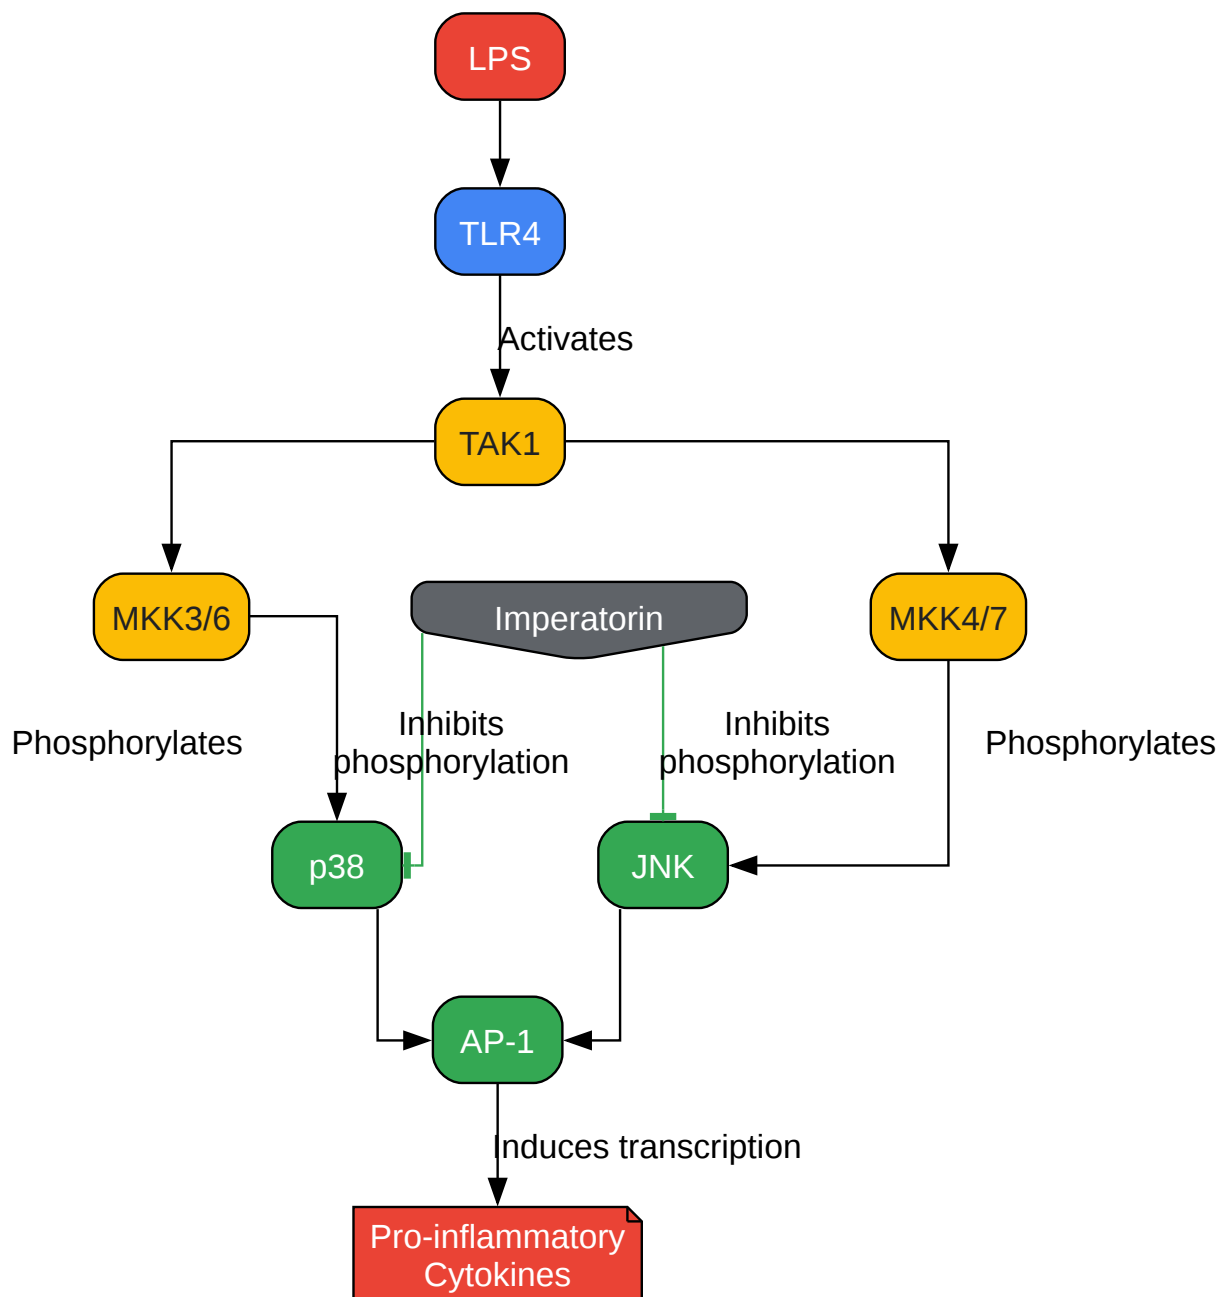 LPS
TLR4
Activates
TAK1
MKK3/6
Imperatorin
MKK4/7
Phosphorylates
Inhibits
phosphorylation
Inhibits
phosphorylation
Phosphorylates
p38
JNK
AP-1
Induces transcription
Pro-inflammatory
Cytokines